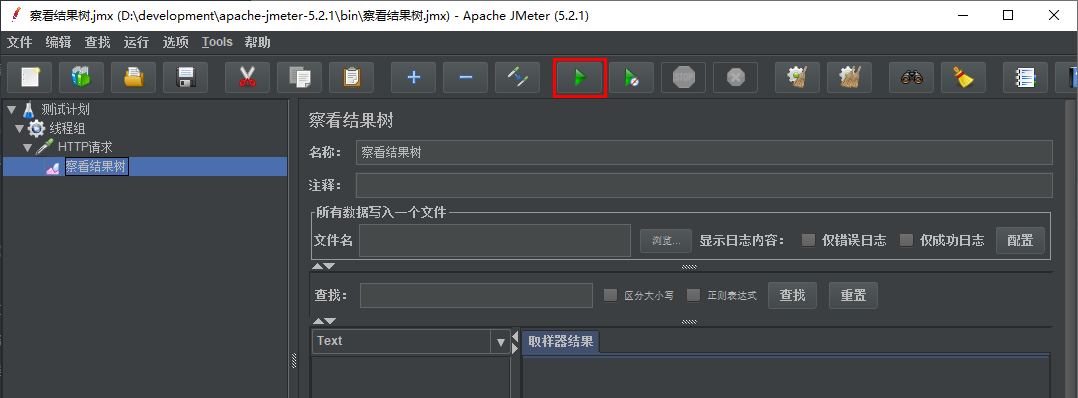 察看结果树.jmx (D:\development\apache-jmeter-5.2.1\bin\察看结果树.jmx) - Apache JMeter (5.2.1)
文件 编辑 查找 运行 选项 Tools 帮助
STOP
测试计划
线程组
HTTP请求
察看结果树
察看结果树
名称： 察看结果树
注释：
所有数据写入一个文件
文件名 浏览... 显示日志内容： 仅错误日志 仅成功日志 配置
查找： 区分大小写 正则表达式 查找 重置
Text 取样器结果